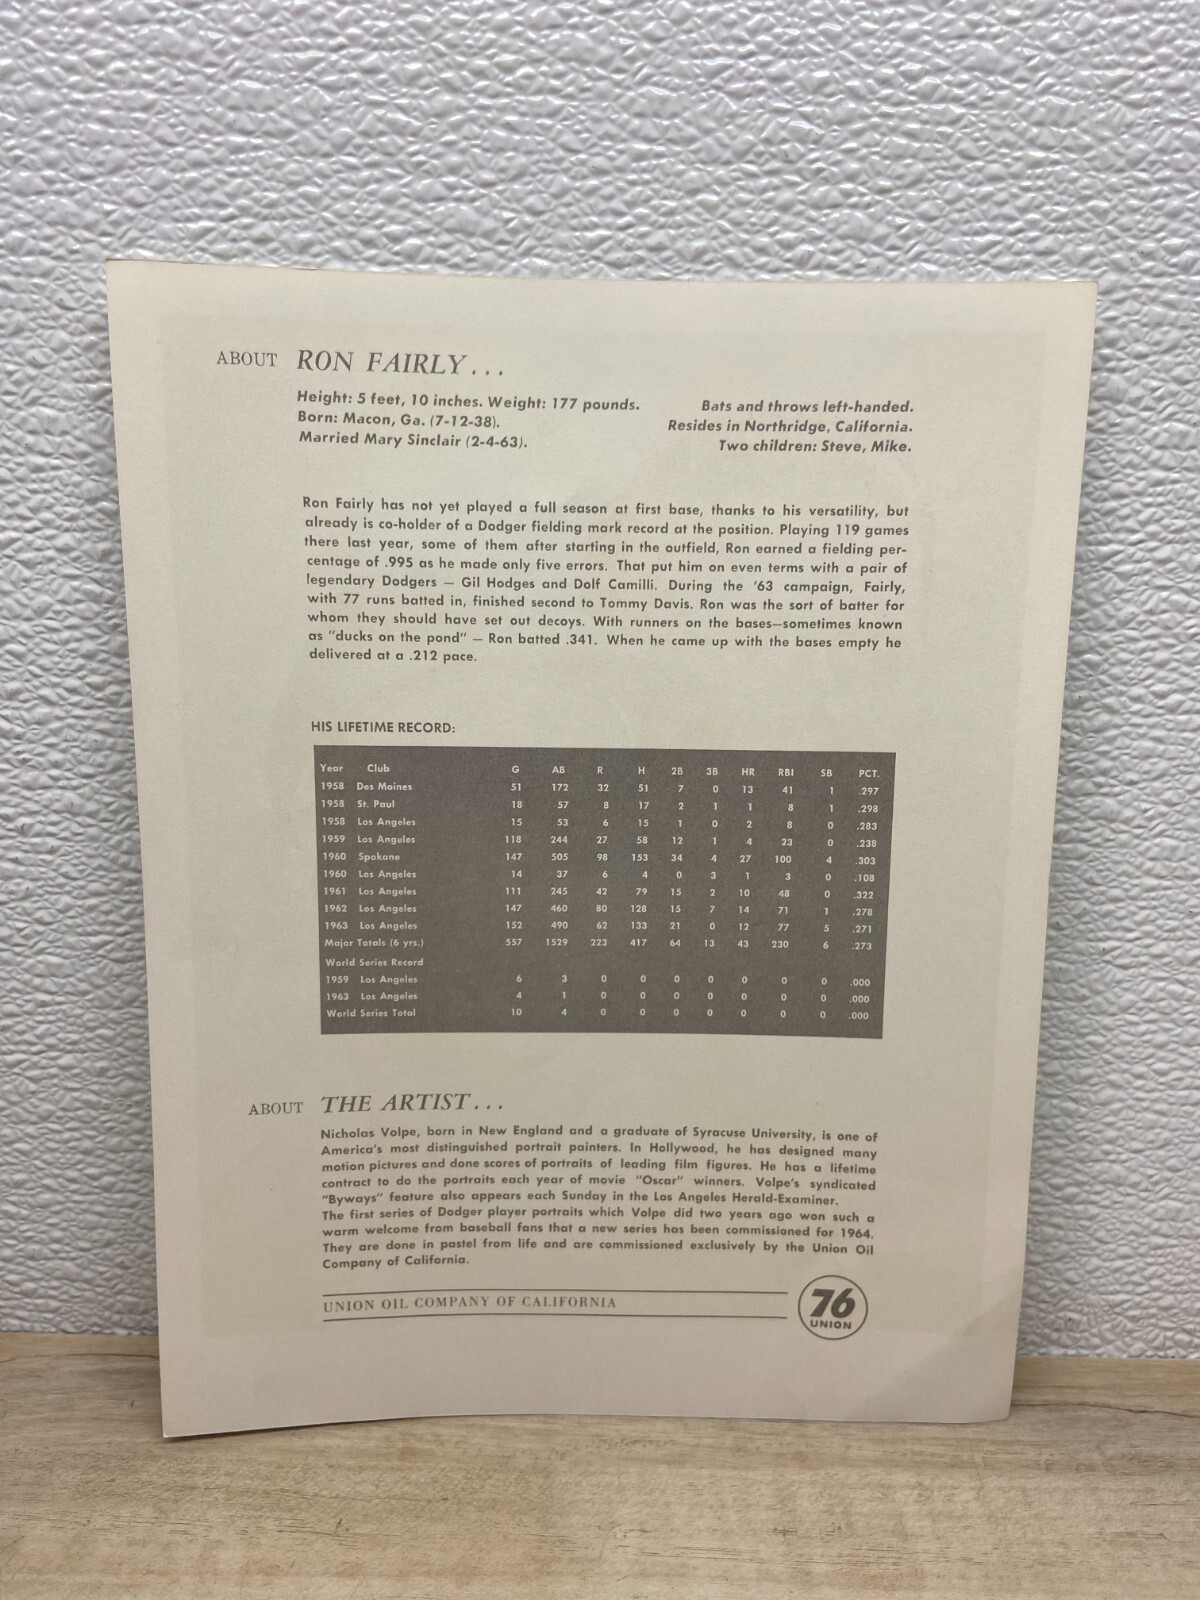 ABOUT RON FAIRLY...
Height: 5 feet, 10 inches. Weight: 177 pounds.
Born: Macon, Ga. (7-12-38).
Married Mary Sinclair (2-4-63).
Bats and throws left-handed.
Resides in Northridge, California.
Two children: Steve, Mike.
Ron Fairly has not yet played a full season at first base, thanks to his versatility, but
already is co-holder of a Dodger fielding mark record at the position. Playing 119 games
there last year, some of them after starting in the outfield, Ron earned a fielding per-
centage of .995 as he made only five errors. That put him on even terms with a pair of
legendary Dodgers — Gil Hodges and Dolf Camilli. During the '63 campaign, Fairly,
with 77 runs batted in, finished second to Tommy Davis. Ron was the sort of batter for
whom they should have set out decoys. With runners on the bases—sometimes known
as "ducks on the pond" — Ron batted .341. When he came up with the bases empty he
delivered at a .212 pace.
HIS LIFETIME RECORD:
Year Club G AB R H 2B 3B HR RBI SB PCT.
1958 Des Moines 51 172 32 51 7 0 13 41 1 .297
1958 St. Paul 18 57 8 17 2 1 1 8 1 .298
1958 Los Angeles 15 53 6 15 1 0 2 8 0 .283
1959 Los Angeles 118 244 27 58 12 1 4 23 0 .238
1960 Spokane 147 505 98 153 34 4 27 100 4 .303
1960 Los Angeles 14 37 6 4 0 3 1 3 0 .108
1961 Los Angeles 111 245 42 79 15 2 10 48 0 .322
1962 Los Angeles 147 460 80 128 15 7 14 71 1 .278
1963 Los Angeles 152 490 62 133 21 0 12 77 5 .271
Major Totals (6 yrs.) 557 1529 223 417 64 13 43 230 6 .273
World Series Record
1959 Los Angeles 6 3 0 0 0 0 0 0 0 .000
1963 Los Angeles 4 1 0 0 0 0 0 0 0 .000
World Series Total 10 4 0 0 0 0 0 0 0 .000
ABOUT THE ARTIST...
Nicholas Volpe, born in New England and a graduate of Syracuse University, is one of
America's most distinguished portrait painters. In Hollywood, he has designed many
motion pictures and done scores of portraits of leading film figures. He has a lifetime
contract to do the portraits each year of movie "Oscar" winners. Volpe's syndicated
"Byways" feature also appears each Sunday in the Los Angeles Herald-Examiner.
The first series of Dodger player portraits which Volpe did two years ago won such a
warm welcome from baseball fans that a new series has been commissioned for 1964.
They are done in pastel from life and are commissioned exclusively by the Union Oil
Company of California.
UNION OIL COMPANY OF CALIFORNIA
76
UNION